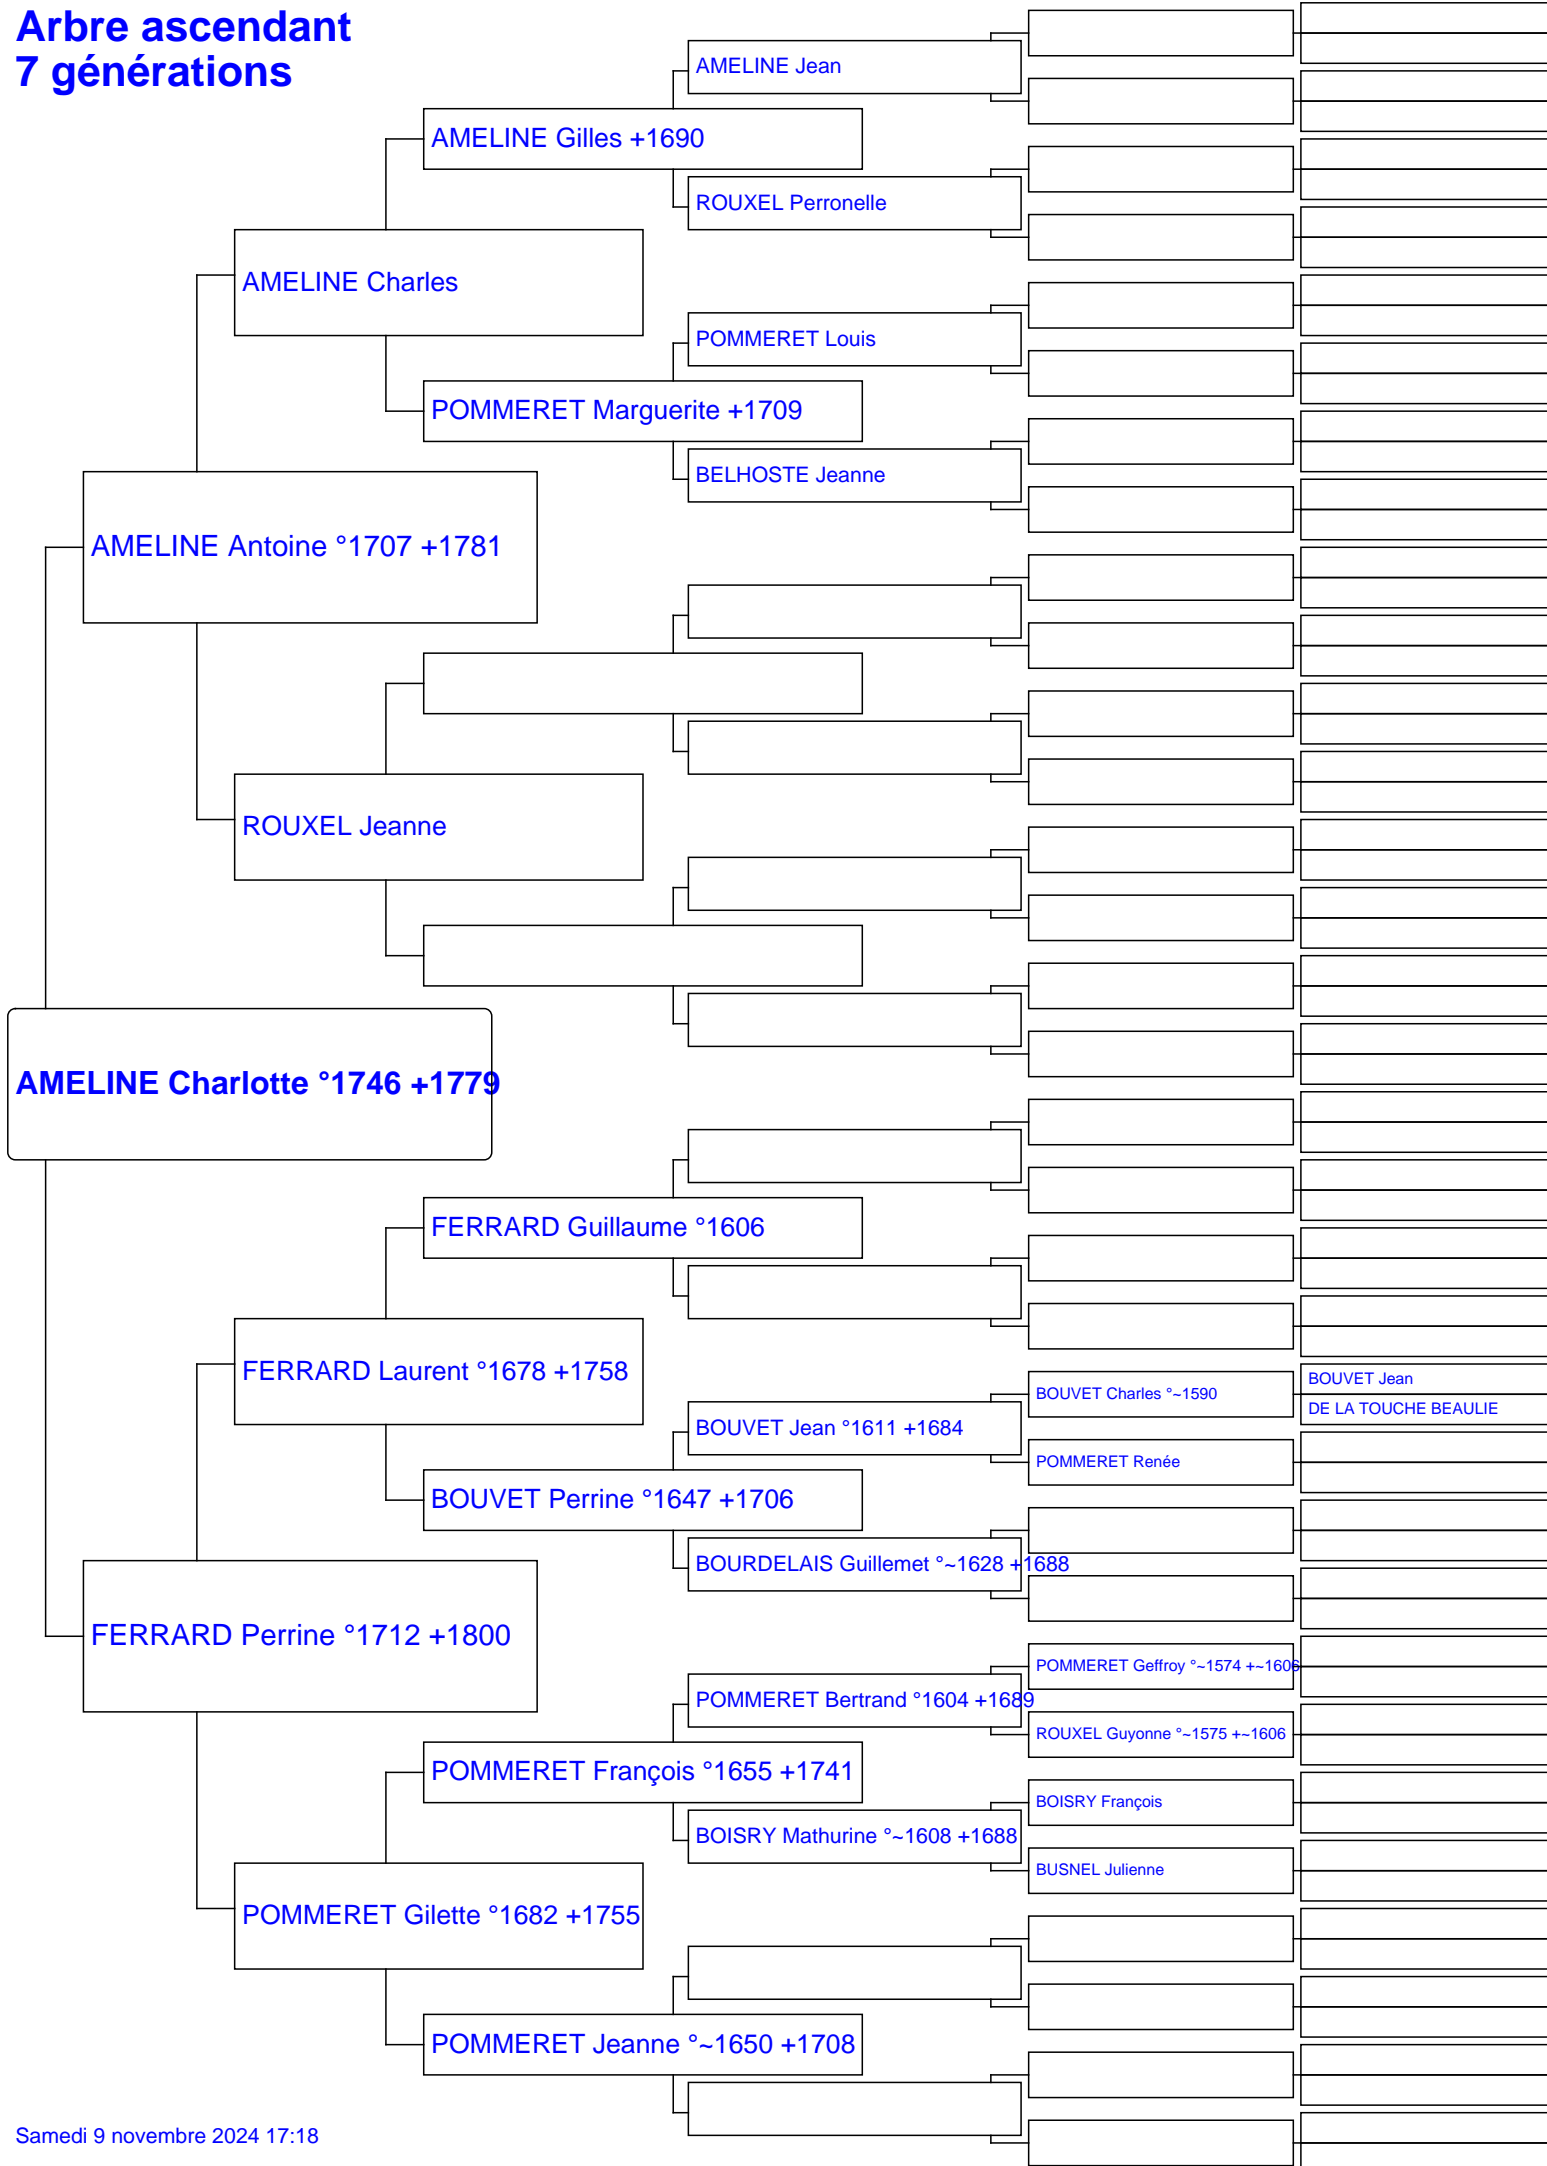 Arbre ascendant
7 générations
AMELINE Jean
AMELINE Gilles +1690
ROUXEL Perronelle
AMELINE Charles
POMMERET Louis
POMMERET Marguerite +1709
BELHOSTE Jeanne
AMELINE Antoine °1707 +1781
ROUXEL Jeanne
AMELINE Charlotte °1746 +1779
FERRARD Guillaume °1606
FERRARD Laurent °1678 +1758
BOUVET Jean
BOUVET Charles °~1590
DE LA TOUCHE BEAULIE
BOUVET Jean °1611 +1684
POMMERET Renée
BOUVET Perrine °1647 +1706
BOURDELAIS Guillemet °~1628 +1688
FERRARD Perrine °1712 +1800
POMMERET Geffroy °~1574 +~1606
POMMERET Bertrand °1604 +1689
ROUXEL Guyonne °~1575 +~1606
POMMERET François °1655 +1741
BOISRY François
BOISRY Mathurine °~1608 +1688
BUSNEL Julienne
POMMERET Gilette °1682 +1755
POMMERET Jeanne °~1650 +1708
Samedi 9 novembre 2024 17:18